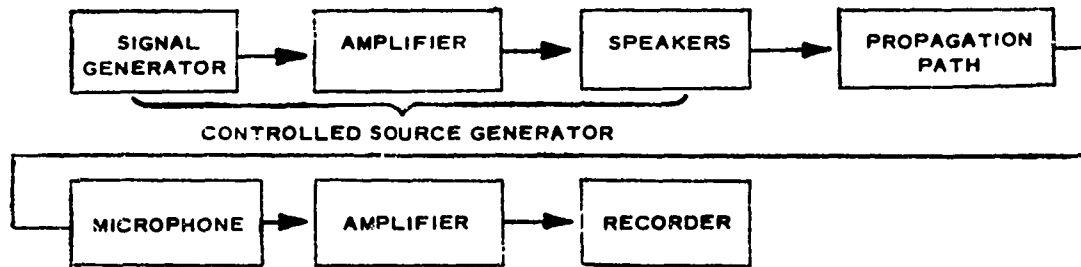 SIGNAL
GENERATOR
AMPLIFIER
SPEAKERS
PROPAGATION
PATH
CONTROLLED SOURCE GENERATOR
MICROPHONE
AMPLIFIER
RECORDER